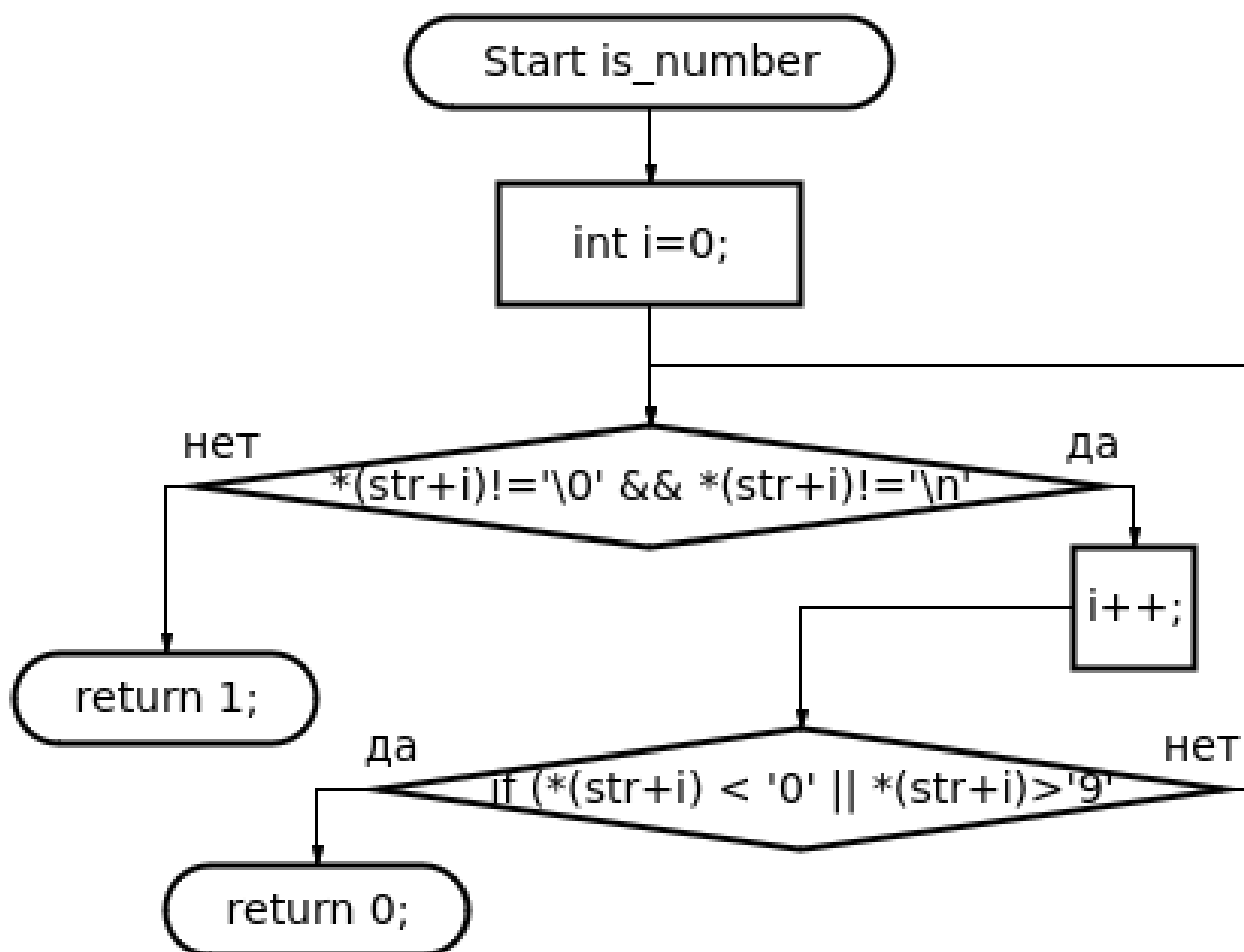 Start is_number
int i=0;
нет
да
*(str+i)!='\0' && *(str+i)!='\n'
i++;
return 1;
да
нет
if (*(str+i) < '0' || *(str+i)>'9'
return 0;